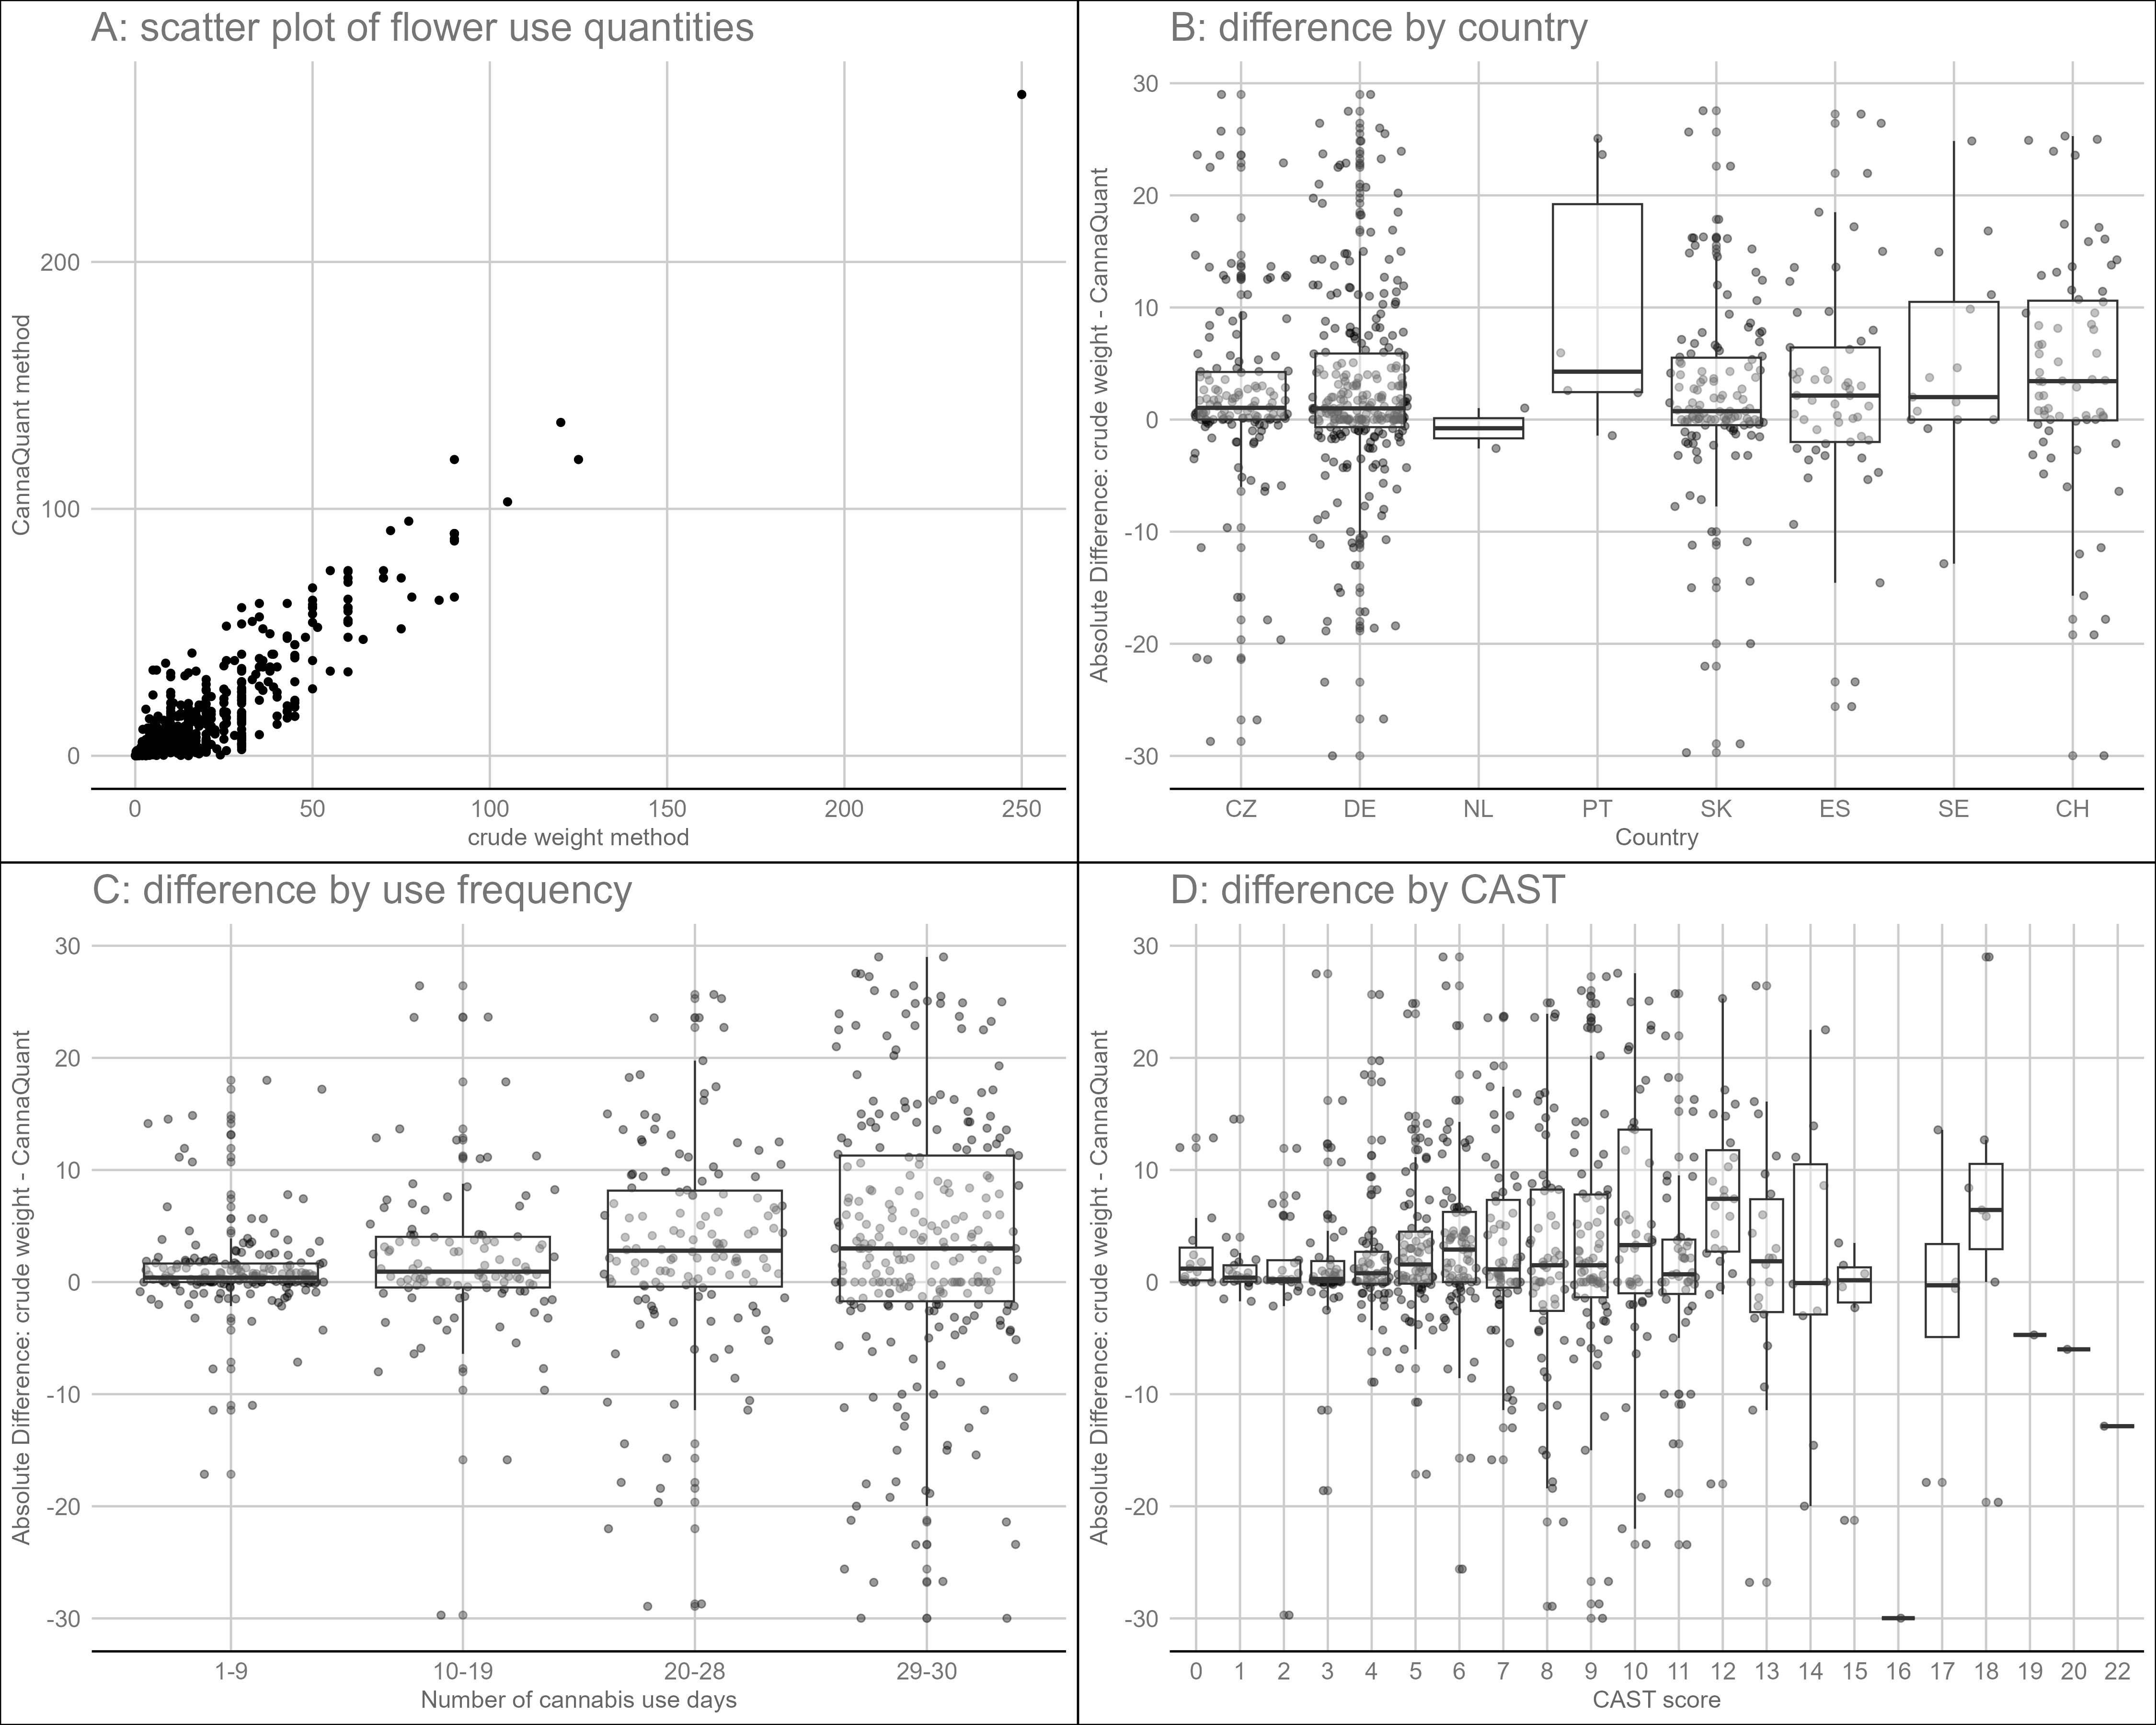 A: scatter plot of flower use quantities
CannaQuant method
200
100
0
0 50 100 150 200 250
crude weight method
B: difference by country
Absolute Difference: crude weight - CannaQuant
30
20
10
0
-10
-20
-30
CZ DE NL PT SK ES SE CH
Country
C: difference by use frequency
Absolute Difference: crude weight - CannaQuant
30
20
10
0
-10
-20
-30
1-9 10-19 20-28 29-30
Number of cannabis use days
D: difference by CAST
Absolute Difference: crude weight - CannaQuant
30
20
10
0
-10
-20
-30
0 1 2 3 4 5 6 7 8 9 10 11 12 13 14 15 16 17 18 19 20 22
CAST score